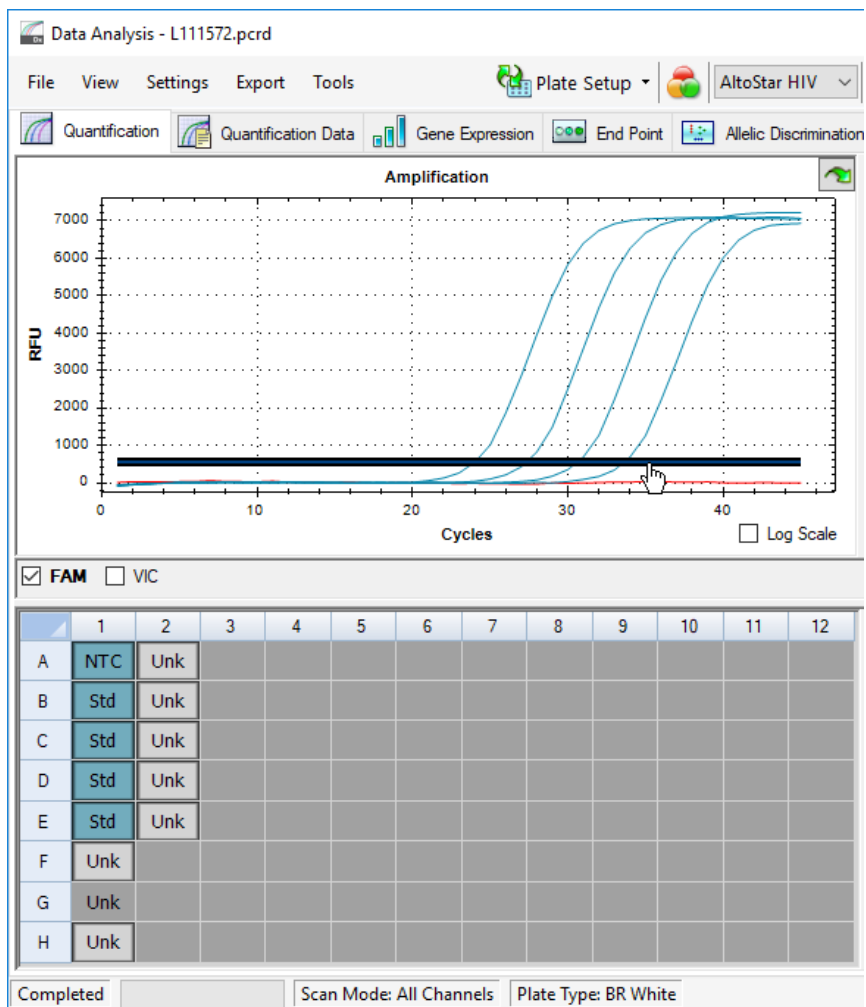 Data Analysis - L111572.pcrd
File View Settings Export Tools Plate Setup AltoStar HIV
Quantification Quantification Data Gene Expression End Point Allelic Discrimination
Amplification
7000
6000
5000
4000
3000
2000
1000
0
RFU
0 10 20 30 40
Cycles
Log Scale
FAM VIC
1 2 3 4 5 6 7 8 9 10 11 12
A NTC Unk
B Std Unk
C Std Unk
D Std Unk
E Std Unk
F Unk
G Unk
H Unk
Completed Scan Mode: All Channels Plate Type: BR White